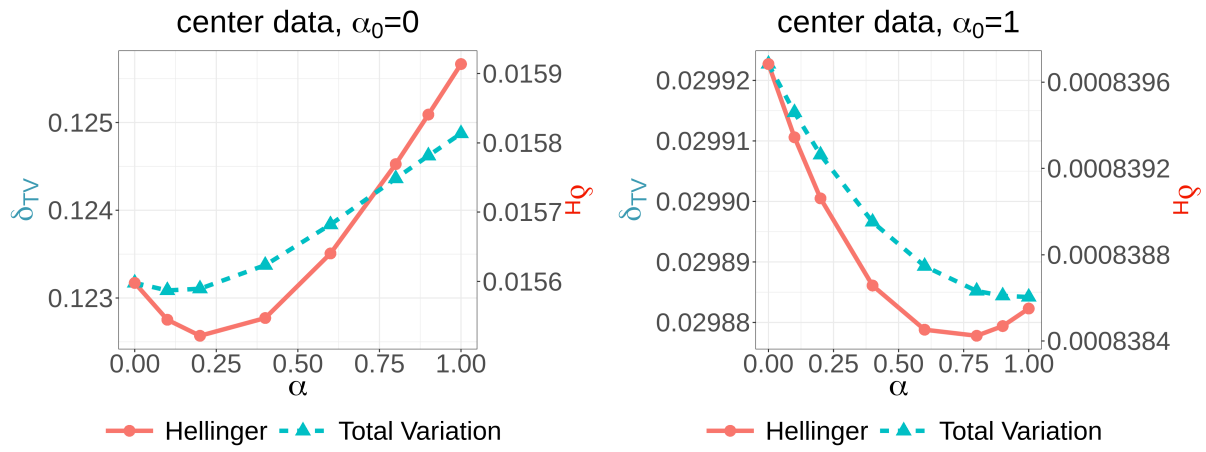 center data, α₀=0
0.125
0.124
0.123
δTV
0.0159
0.0158
0.0157
0.0156
δH
0.00 0.25 0.50 0.75 1.00
α
Hellinger Total Variation
center data, α₀=1
0.02992
0.02991
0.02990
0.02989
0.02988
δTV
0.0008396
0.0008392
0.0008388
0.0008384
δH
0.00 0.25 0.50 0.75 1.00
α
Hellinger Total Variation